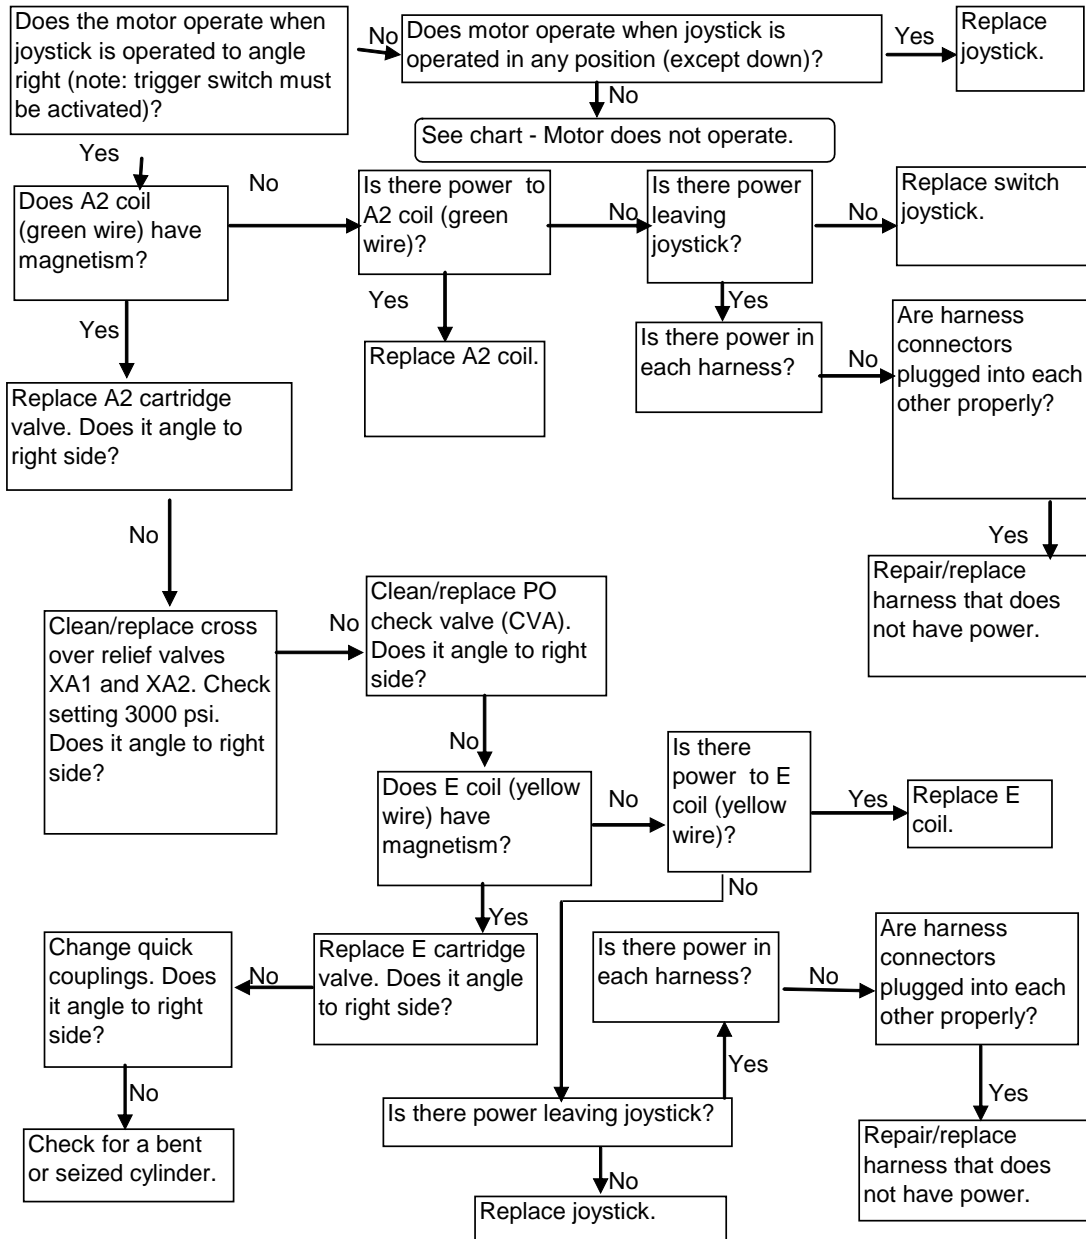 Does the motor operate when
joystick is operated to angle
right (note: trigger switch must
be activated)?
No
Does motor operate when joystick is
operated in any position (except down)?
Yes
Replace
joystick.
No
See chart - Motor does not operate.
Yes
Does A2 coil
(green wire) have
magnetism?
No
Is there power to
A2 coil (green
wire)?
No
Is there power
leaving
joystick?
No
Replace switch
joystick.
Yes
Replace A2 coil.
Yes
Is there power in
each harness?
No
Are harness
connectors
plugged into each
other properly?
Yes
Repair/replace
harness that does
not have power.
Yes
Replace A2 cartridge
valve. Does it angle to
right side?
No
Clean/replace cross
over relief valves
XA1 and XA2. Check
setting 3000 psi.
Does it angle to right
side?
No
Clean/replace PO
check valve (CVA).
Does it angle to right
side?
No
Does E coil (yellow
wire) have
magnetism?
No
Is there
power to E
coil (yellow
wire)?
Yes
Replace E
coil.
No
Yes
Replace E cartridge
valve. Does it angle
to right side?
No
Change quick
couplings. Does
it angle to right
side?
No
Check for a bent
or seized cylinder.
Is there power leaving joystick?
Yes
Is there power in
each harness?
No
Are harness
connectors
plugged into each
other properly?
Yes
Repair/replace
harness that does
not have power.
No
Replace joystick.